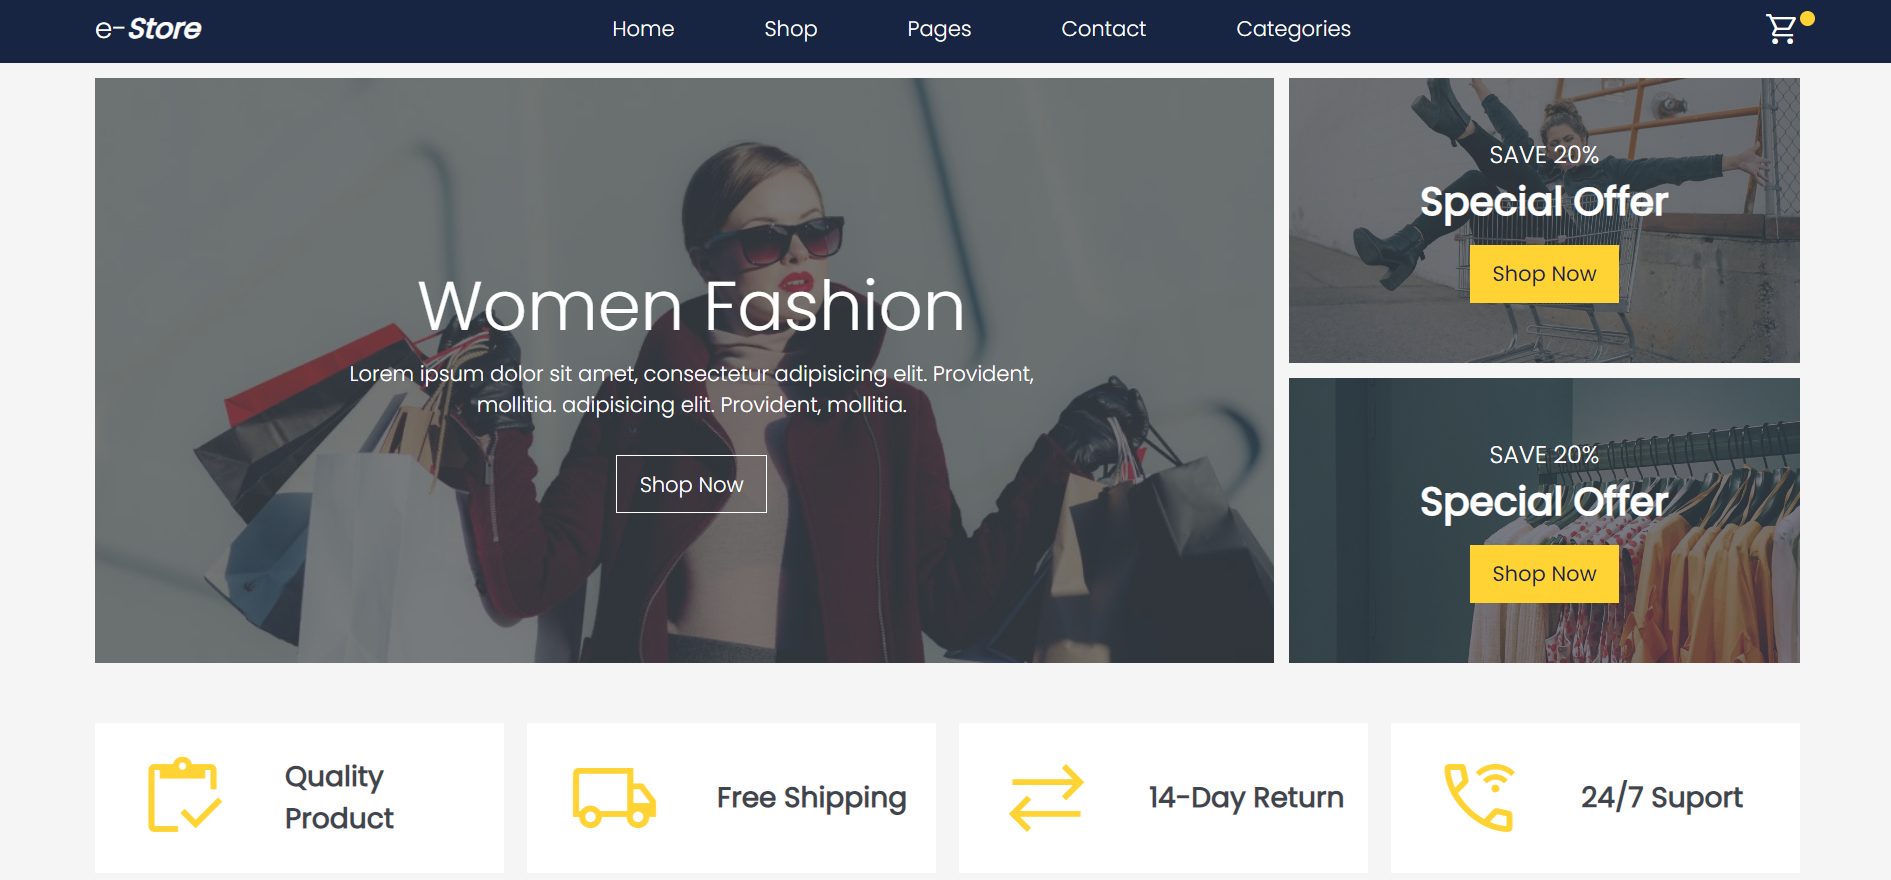 e-Store
Home
Shop
Pages
Contact
Categories
Women Fashion
Lorem ipsum dolor sit amet, consectetur adipisicing elit. Provident,
mollitia. adipisicing elit. Provident, mollitia.
Shop Now
SAVE 20%
Special Offer
Shop Now
SAVE 20%
Special Offer
Shop Now
Quality
Product
Free Shipping
14-Day Return
24/7 Suport